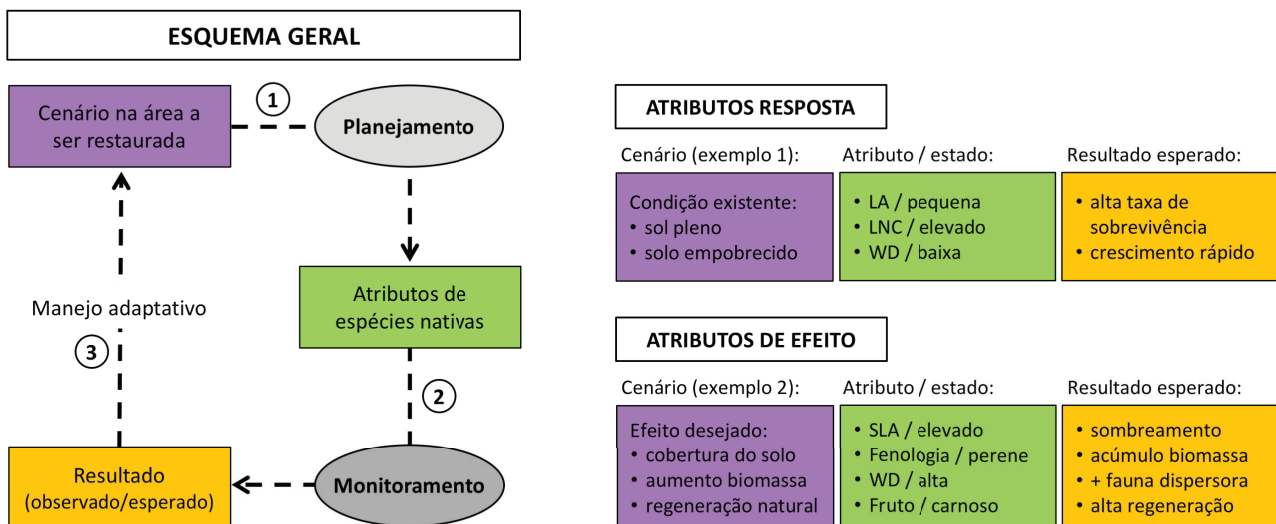 ESQUEMA GERAL
Cenário na área a
ser restaurada
1
Planejamento
Atributos de
espécies nativas
2
Monitoramento
Resultado
(observado/esperado)
Manejo adaptativo
3
ATRIBUTOS RESPOSTA
Cenário (exemplo 1):
Condição existente:
• sol pleno
• solo empobrecido
Atributo / estado:
• LA / pequena
• LNC / elevado
• WD / baixa
Resultado esperado:
• alta taxa de
sobrevivência
• crescimento rápido
ATRIBUTOS DE EFEITO
Cenário (exemplo 2):
Efeito desejado:
• cobertura do solo
• aumento biomassa
• regeneração natural
Atributo / estado:
• SLA / elevado
• Fenologia / perene
• WD / alta
• Fruto / carnoso
Resultado esperado:
• sombreamento
• acúmulo biomassa
• + fauna dispersora
• alta regeneração